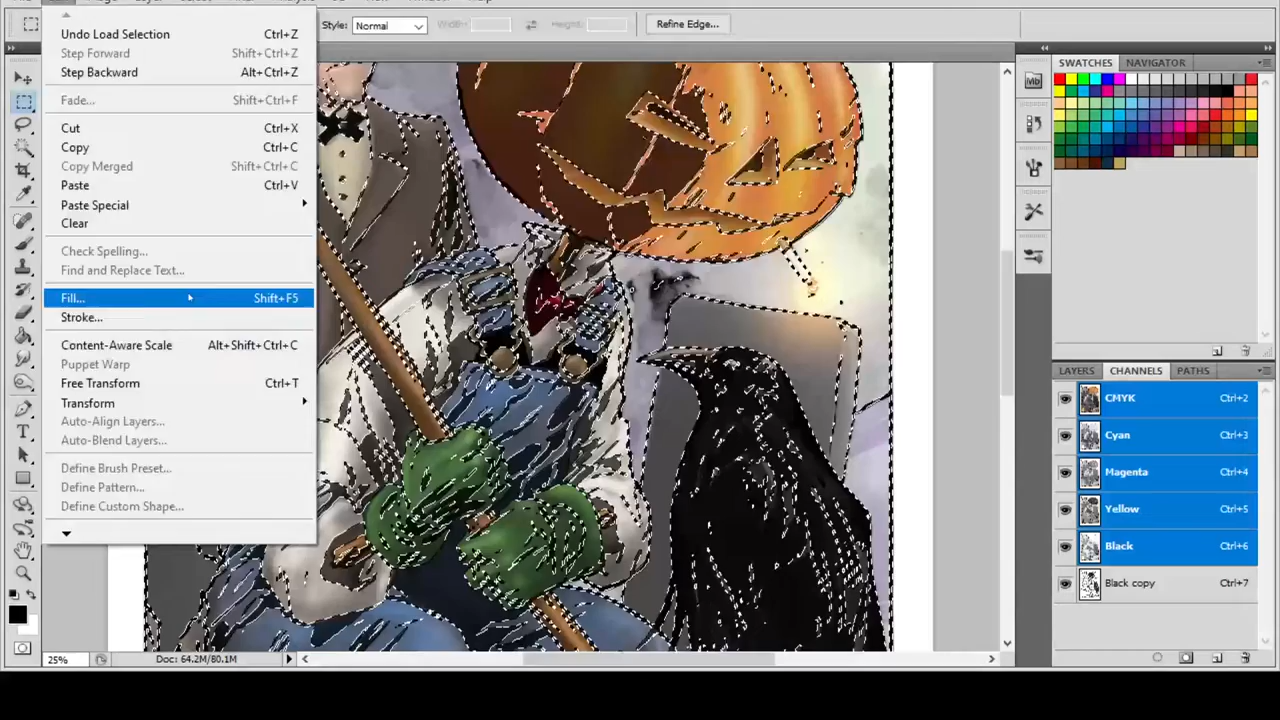 Style: Normal Width: Height: Refine Edge...
Undo Load Selection Ctrl+Z
Step Forward Shift+Ctrl+Z
Step Backward Alt+Ctrl+Z
Fade... Shift+Ctrl+F
Cut Ctrl+X
Copy Ctrl+C
Copy Merged Shift+Ctrl+C
Paste Ctrl+V
Paste Special
Clear
Check Spelling...
Find and Replace Text...
Fill... Shift+F5
Stroke...
Content-Aware Scale Alt+Shift+Ctrl+C
Puppet Warp
Free Transform Ctrl+T
Transform
Auto-Align Layers...
Auto-Blend Layers...
Define Brush Preset...
Define Pattern...
Define Custom Shape...
25% Doc: 64.2M/80.1M
SWATCHES NAVIGATOR
Mb
LAYERS CHANNELS PATHS
CMYK Ctrl+2
Cyan Ctrl+3
Magenta Ctrl+4
Yellow Ctrl+5
Black Ctrl+6
Black copy Ctrl+7